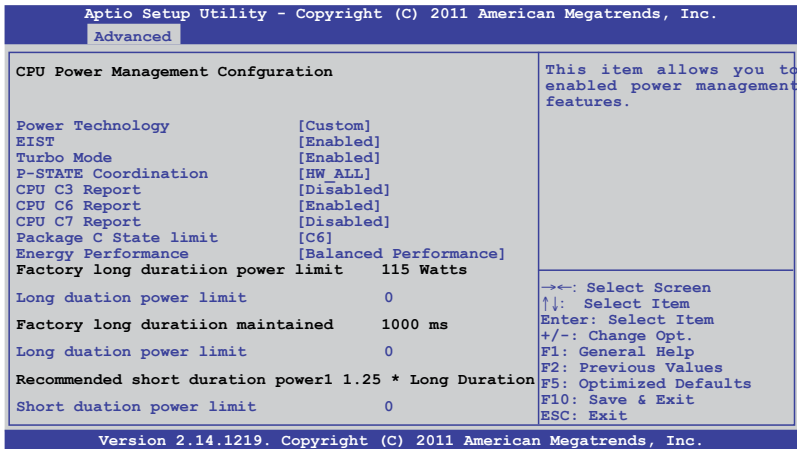 Aptio Setup Utility - Copyright (C) 2011 American Megatrends, Inc.
Advanced
CPU Power Management Confguration
Power Technology [Custom]
EIST [Enabled]
Turbo Mode [Enabled]
P-STATE Coordination [HW_ALL]
CPU C3 Report [Disabled]
CPU C6 Report [Enabled]
CPU C7 Report [Disabled]
Package C State limit [C6]
Energy Performance [Balanced Performance]
Factory long duratiion power limit 115 Watts
Long duation power limit 0
Factory long duratiion maintained 1000 ms
Long duation power limit 0
Recommended short duration power1 1.25 * Long Duration
Short duation power limit 0
This item allows you to
enabled power management
features.
→←: Select Screen
↑↓: Select Item
Enter: Select Item
+/-: Change Opt.
F1: General Help
F2: Previous Values
F5: Optimized Defaults
F10: Save & Exit
ESC: Exit
Version 2.14.1219. Copyright (C) 2011 American Megatrends, Inc.